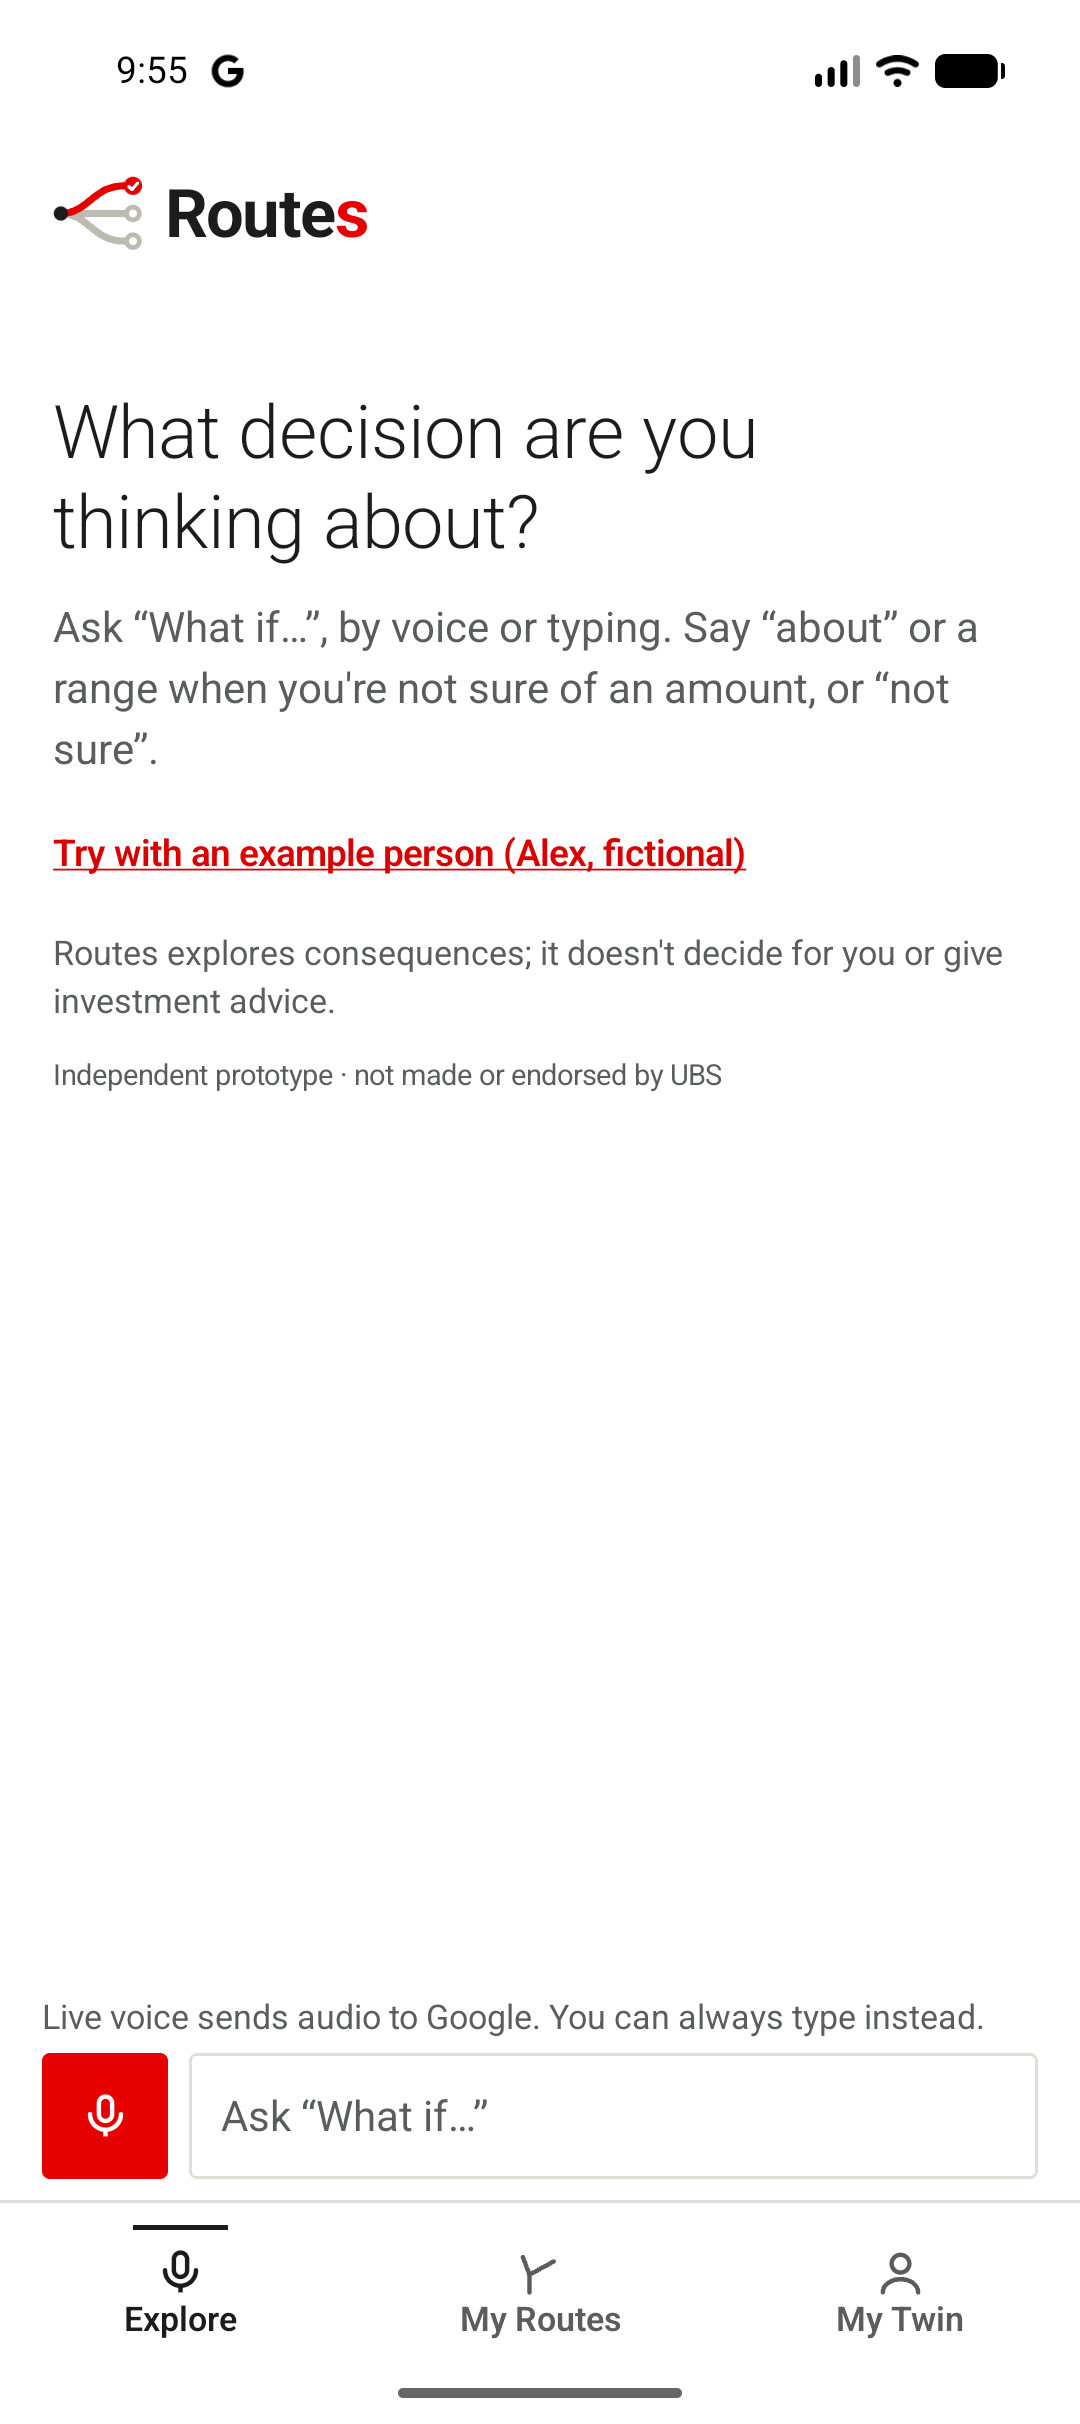 9:55
Routes
What decision are you
thinking about?
Ask “What if…”, by voice or typing. Say “about” or a
range when you're not sure of an amount, or “not
sure”.
Try with an example person (Alex, fictional)
Routes explores consequences; it doesn't decide for you or give
investment advice.
Independent prototype · not made or endorsed by UBS
Live voice sends audio to Google. You can always type instead.
Ask “What if…”
Explore
My Routes
My Twin